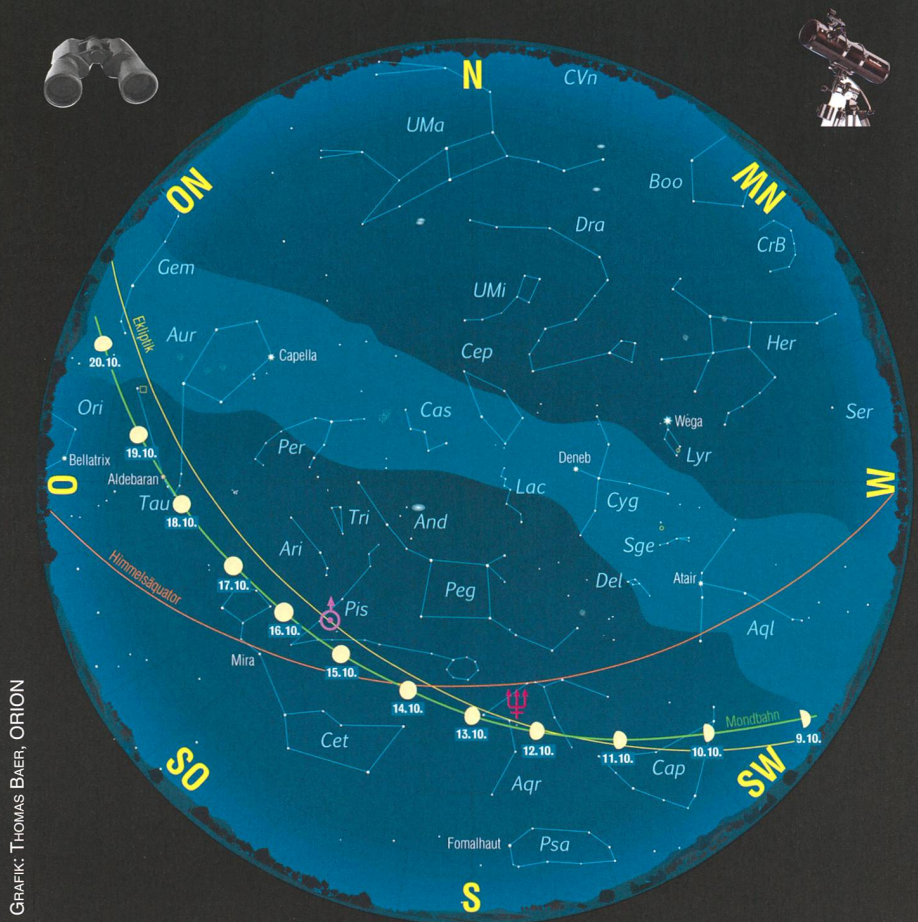 N
CVn
UMa
NO
NW
Boo
Dra
CrB
Gem
UMi
Ekliptik
Aur
Cep
Her
Capella
20.10.
Ori
Cas
Ser
Wega
Per
Lyr
19.10.
Bellatrix
Deneb
Aldebaran
O
W
Lac
Cyg
Tau
18.10.
Tri
And
Sge
Ari
Himmelsäquator
17.10.
Del
Atair
Peg
Pis
16.10.
Aql
Mira
15.10.
14.10.
Mondbahn
13.10.
12.10.
11.10.
10.10.
9.10.
Cet
Cap
SO
SW
Aqr
Fomalhaut
Psa
S
GRAFIK: THOMAS BAER, ORION